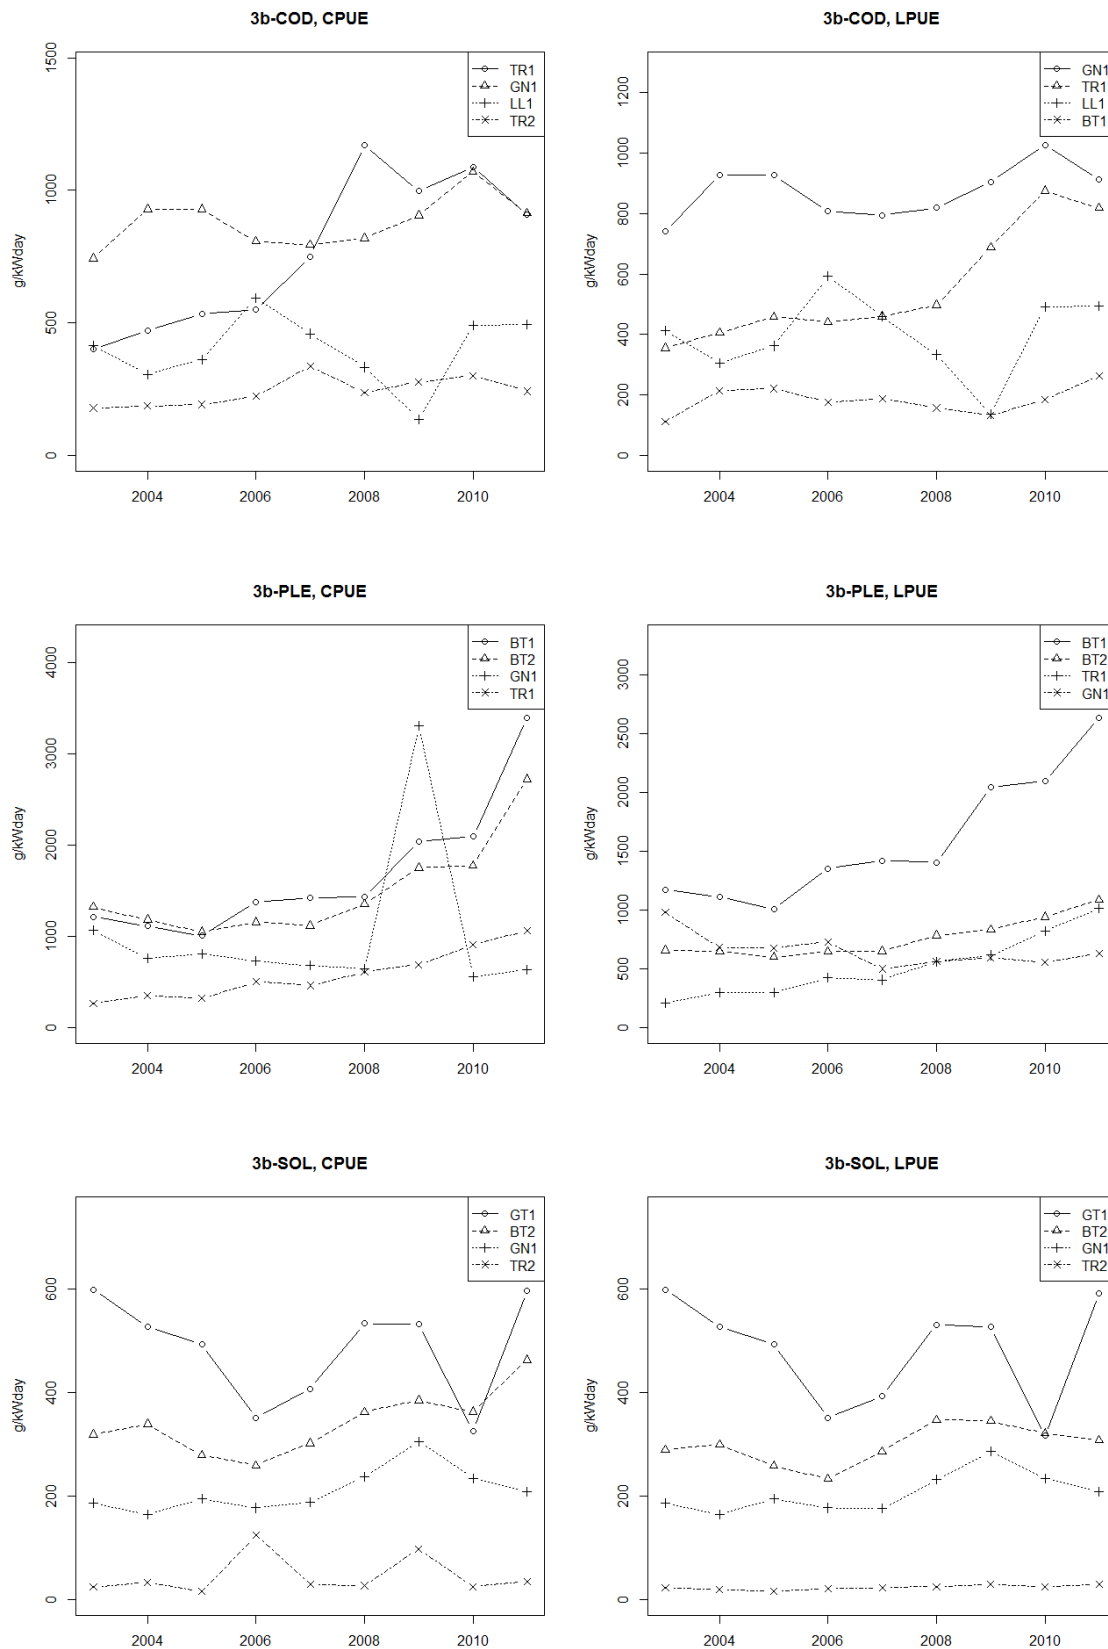 3b-COD, CPUE
g/kWday
1500
1000
500
0
TR1
GN1
LL1
TR2
2004 2006 2008 2010
3b-COD, LPUE
g/kWday
1200
1000
800
600
400
200
0
GN1
TR1
LL1
BT1
2004 2006 2008 2010
3b-PLE, CPUE
g/kWday
4000
3000
2000
1000
0
BT1
BT2
GN1
TR1
2004 2006 2008 2010
3b-PLE, LPUE
g/kWday
3000
2500
2000
1500
1000
500
0
BT1
BT2
TR1
GN1
2004 2006 2008 2010
3b-SOL, CPUE
g/kWday
600
400
200
0
GT1
BT2
GN1
TR2
2004 2006 2008 2010
3b-SOL, LPUE
g/kWday
600
400
200
0
GT1
BT2
GN1
TR2
2004 2006 2008 2010